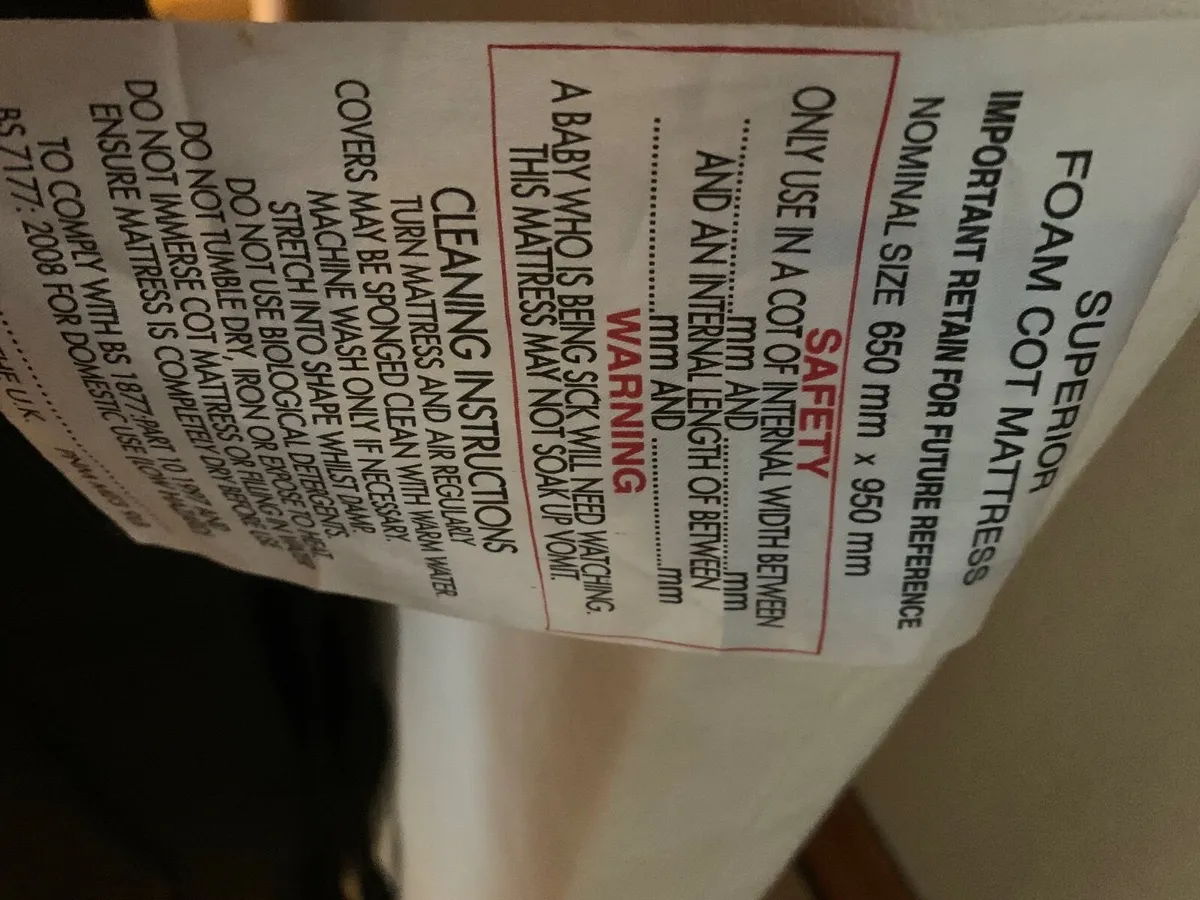 SUPERIOR
FOAM COT MATTRESS
IMPORTANT RETAIN FOR FUTURE REFERENCE
NOMINAL SIZE 650 mm x 950 mm
SAFETY
ONLY USE IN A COT OF INTERNAL WIDTH BETWEEN
....................mm AND....................mm
AND AN INTERNAL LENGTH OF BETWEEN
....................mm AND....................mm
WARNING
A BABY WHO IS BEING SICK WILL NEED WATCHING.
THIS MATTRESS MAY NOT SOAK UP VOMIT.
CLEANING INSTRUCTIONS
TURN MATTRESS AND AIR REGULARLY
COVERS MAY BE SPONGED CLEAN WITH WARM WATER
MACHINE WASH ONLY IF NECESSARY.
STRETCH INTO SHAPE WHILST DAMP.
DO NOT USE BIOLOGICAL DETERGENTS.
DO NOT TUMBLE DRY, IRON OR EXPOSE TO HEAT.
DO NOT IMMERSE COT MATTRESS OR FILLING IN WATER
ENSURE MATTRESS IS COMPLETELY DRY BEFORE USE
TO COMPLY WITH BS 1877:PART 10. 1997 AND
BS 7177: 2008 FOR DOMESTIC USE (LOW HAZARD)
THE U.K.